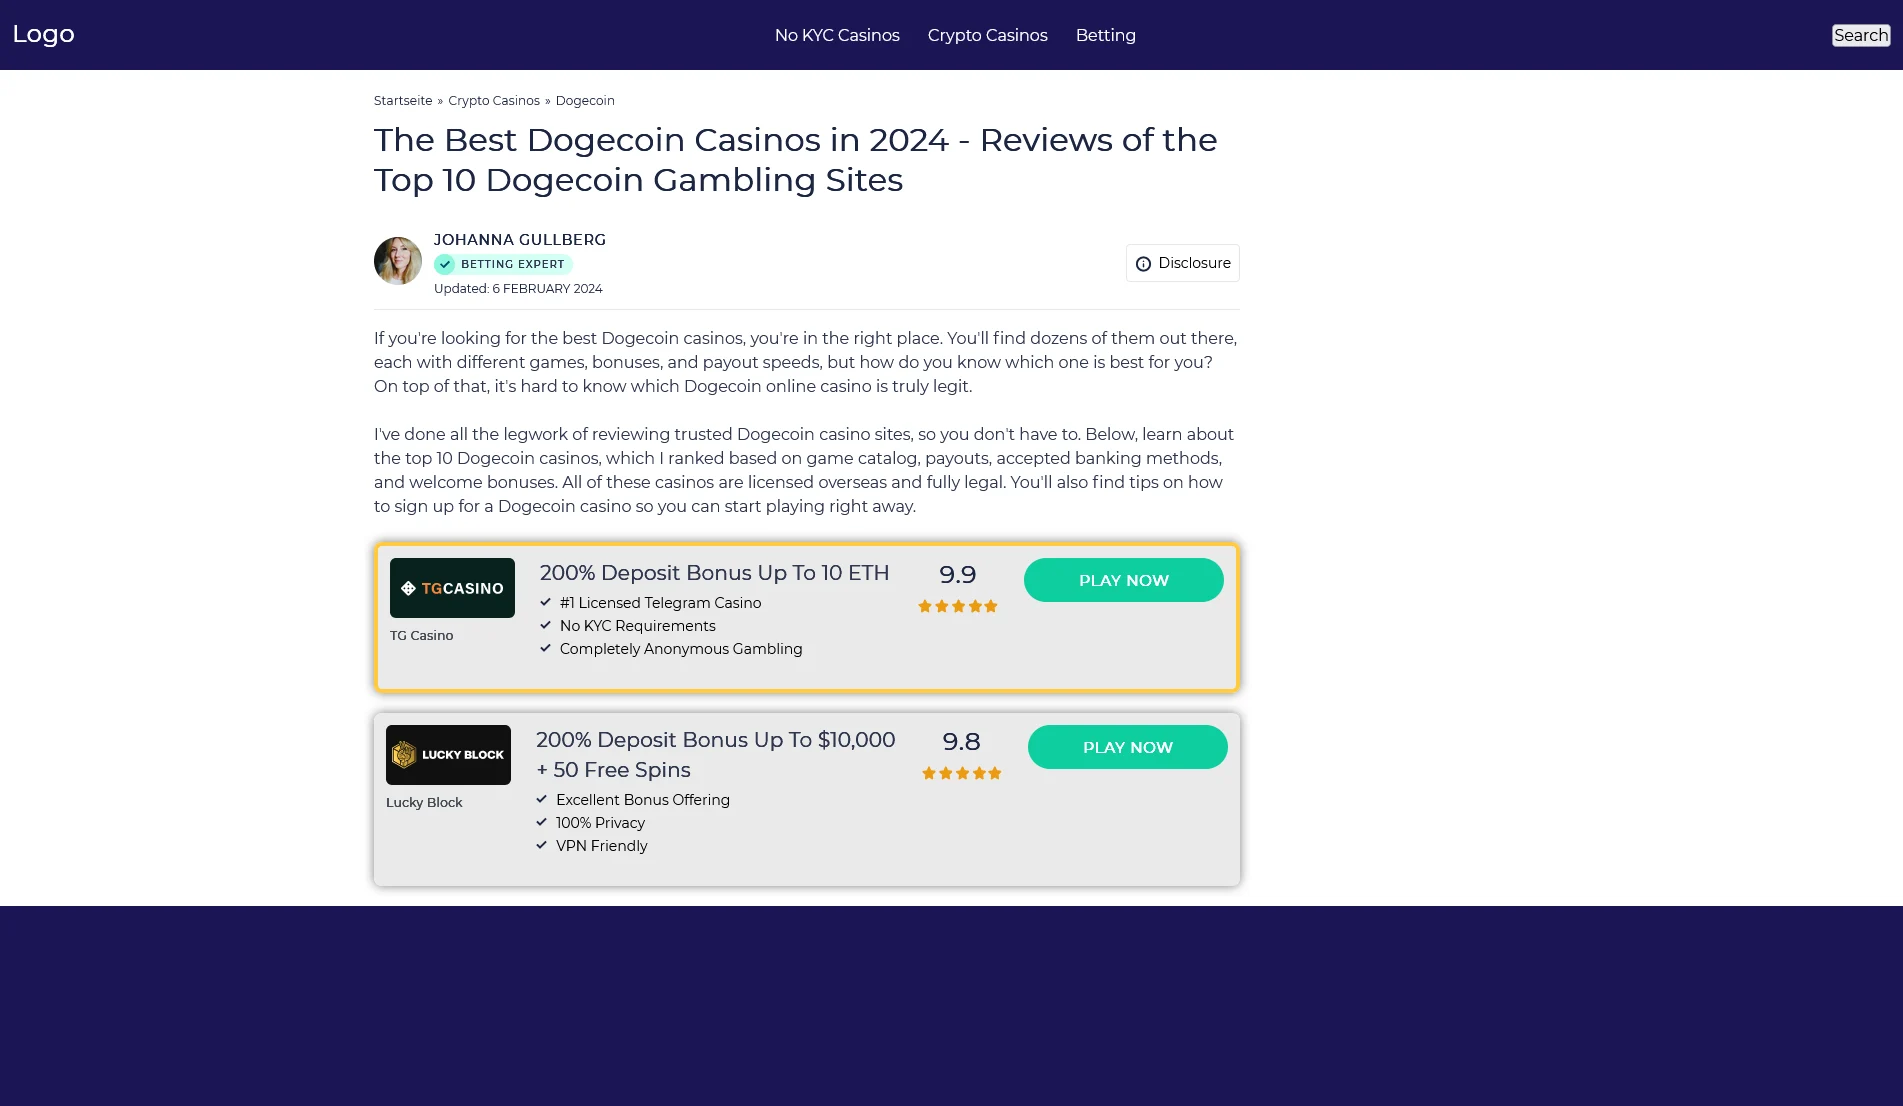 Logo
No KYC Casinos
Crypto Casinos
Betting
Search
Startseite » Crypto Casinos » Dogecoin
The Best Dogecoin Casinos in 2024 - Reviews of the
Top 10 Dogecoin Gambling Sites
JOHANNA GULLBERG
BETTING EXPERT
Updated: 6 FEBRUARY 2024
Disclosure
If you're looking for the best Dogecoin casinos, you're in the right place. You'll find dozens of them out there,
each with different games, bonuses, and payout speeds, but how do you know which one is best for you?
On top of that, it's hard to know which Dogecoin online casino is truly legit.
I've done all the legwork of reviewing trusted Dogecoin casino sites, so you don't have to. Below, learn about
the top 10 Dogecoin casinos, which I ranked based on game catalog, payouts, accepted banking methods,
and welcome bonuses. All of these casinos are licensed overseas and fully legal. You'll also find tips on how
to sign up for a Dogecoin casino so you can start playing right away.
TGCASINO
TG Casino
200% Deposit Bonus Up To 10 ETH
#1 Licensed Telegram Casino
No KYC Requirements
Completely Anonymous Gambling
9.9
PLAY NOW
LUCKY BLOCK
Lucky Block
200% Deposit Bonus Up To $10,000
+ 50 Free Spins
Excellent Bonus Offering
100% Privacy
VPN Friendly
9.8
PLAY NOW